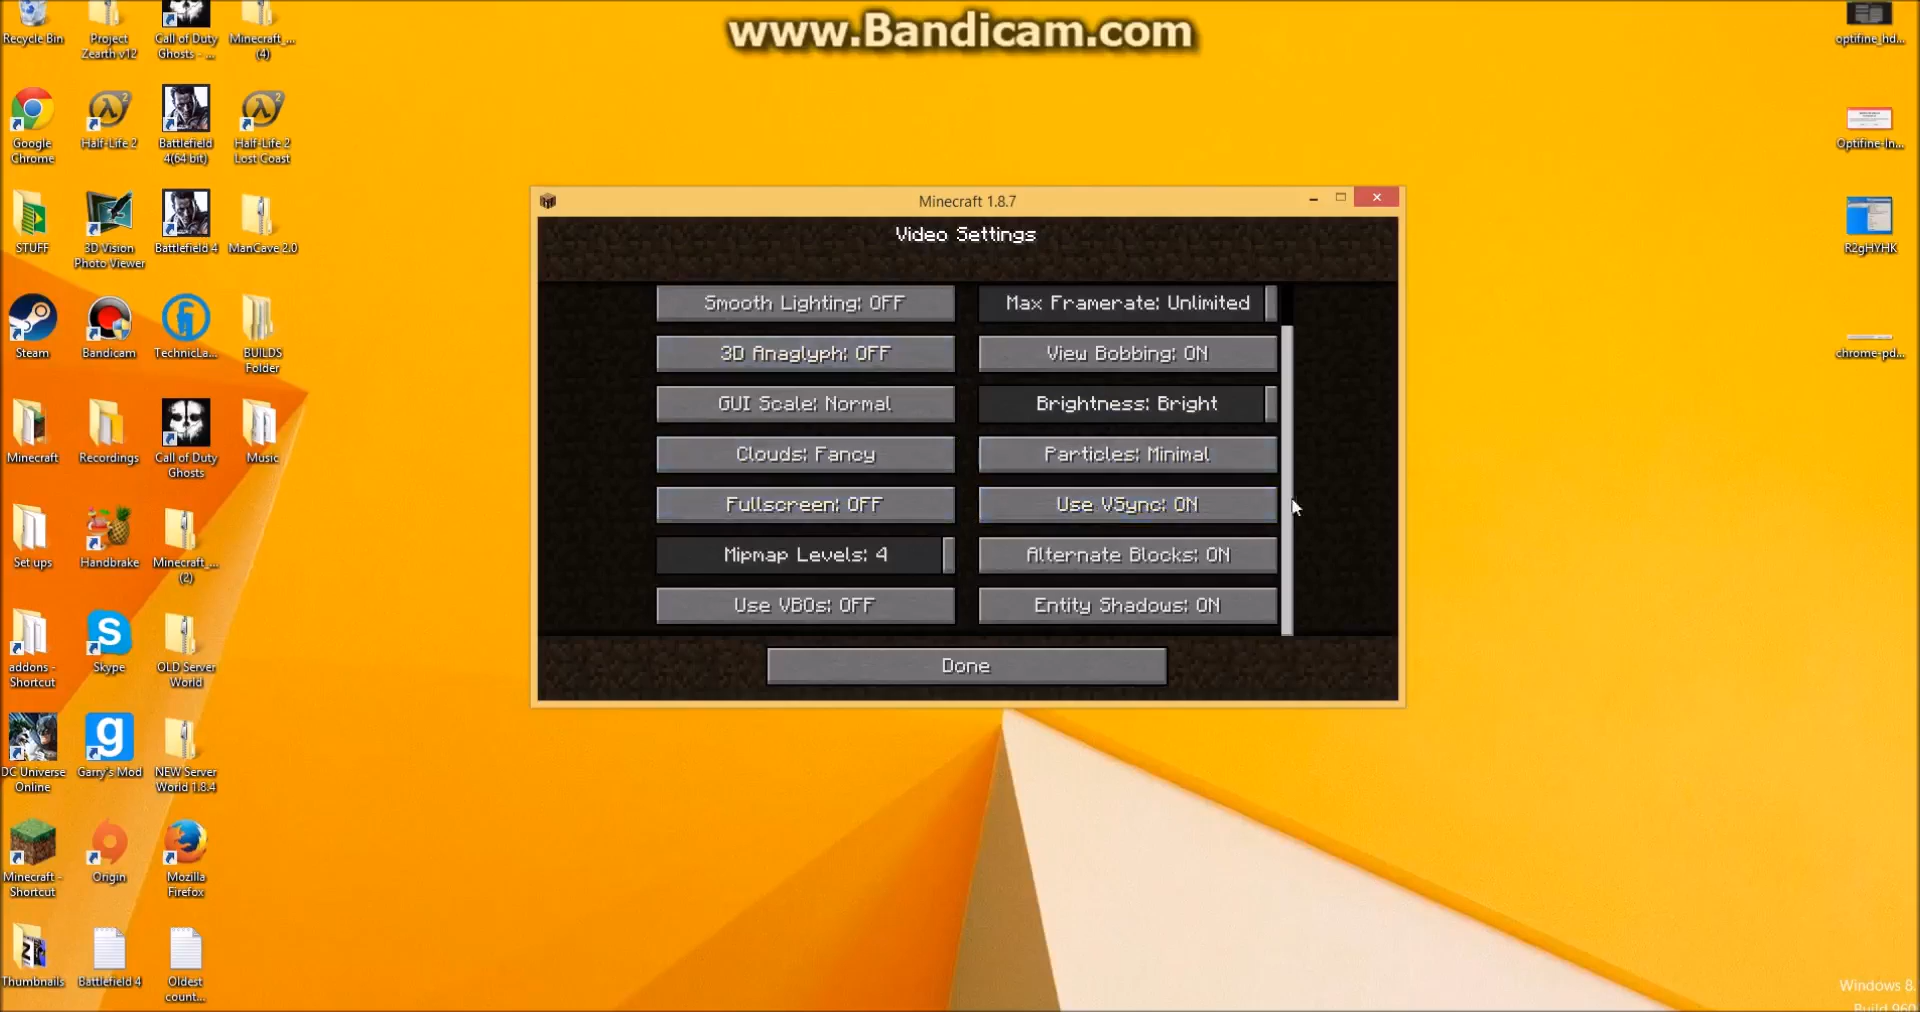 www.Bandicam.com
Recycle Bin
Project
Zearth v12
Call of Duty
Ghosts - ...
Minecraft_...
(4)
optifine_hd...
Google
Chrome
Half-Life 2
Battlefield
4(64 bit)
Half-Life 2
Lost Coast
Optifine-In...
STUFF
3D Vision
Photo Viewer
Battlefield 4
ManCave 2.0
R2gHYHK
Steam
Bandicam
TechnicLa...
BUILDS
Folder
chrome-pd...
Minecraft
Recordings
Call of Duty
Ghosts
Music
Set ups
Handbrake
Minecraft_...
(2)
addons -
Shortcut
Skype
OLD Server
World
DC Universe
Online
Garry's Mod
NEW Server
World 1.8.4
Minecraft -
Shortcut
Origin
Mozilla
Firefox
Thumbnails
Battlefield 4
Oldest
count...
Minecraft 1.8.7
Video Settings
Smooth Lighting: OFF
Max Framerate: Unlimited
3D Anaglyph: OFF
View Bobbing: ON
GUI Scale: Normal
Brightness: Bright
Clouds: Fancy
Particles: Minimal
Fullscreen: OFF
Use VSync: ON
Mipmap Levels: 4
Alternate Blocks: ON
Use VBOs: OFF
Entity Shadows: ON
Done
Windows 8.
Build 960